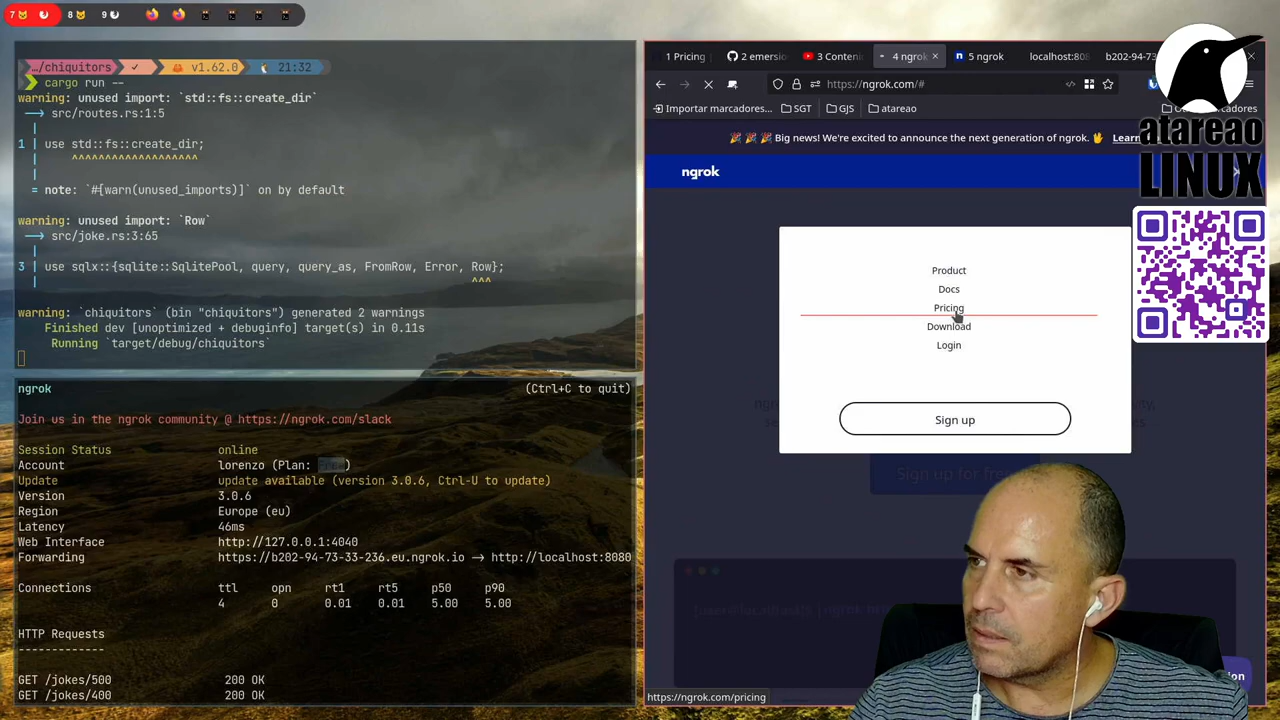 7
8
9
…/chiquitors ✓ v1.62.0 21:32
cargo run --
warning: unused import: `std::fs::create_dir`
--> src/routes.rs:1:5
|
1 | use std::fs::create_dir;
| ^^^^^^^^^^^^^^^^^^^
|
= note: `#[warn(unused_imports)]` on by default
warning: unused import: `Row`
--> src/joke.rs:3:65
|
3 | use sqlx::{sqlite::SqlitePool, query, query_as, FromRow, Error, Row};
| ^^^
warning: `chiquitors` (bin "chiquitors") generated 2 warnings
Finished dev [unoptimized + debuginfo] target(s) in 0.11s
Running `target/debug/chiquitors`
ngrok (Ctrl+C to quit)
Join us in the ngrok community @ https://ngrok.com/slack
Session Status online
Account lorenzo (Plan: Free)
Update update available (version 3.0.6, Ctrl-U to update)
Version 3.0.6
Region Europe (eu)
Latency 46ms
Web Interface http://127.0.0.1:4040
Forwarding https://b202-94-73-33-236.eu.ngrok.io -> http://localhost:8080
Connections ttl opn rt1 rt5 p50 p90
4 0 0.01 0.01 5.00 5.00
HTTP Requests
-------------
GET /jokes/500 200 OK
GET /jokes/400 200 OK
1 Pricing
2 emersio
3 Conteni
4 ngrok
5 ngrok
localhost:808
b202-94-73
https://ngrok.com/#
Importar marcadores…
SGT
GJS
atareao
Big news! We're excited to announce the next generation of ngrok. Learn
ngrok
Product
Docs
Pricing
Download
Login
Sign up
Sign up for free
https://ngrok.com/pricing
atareao
LINUX